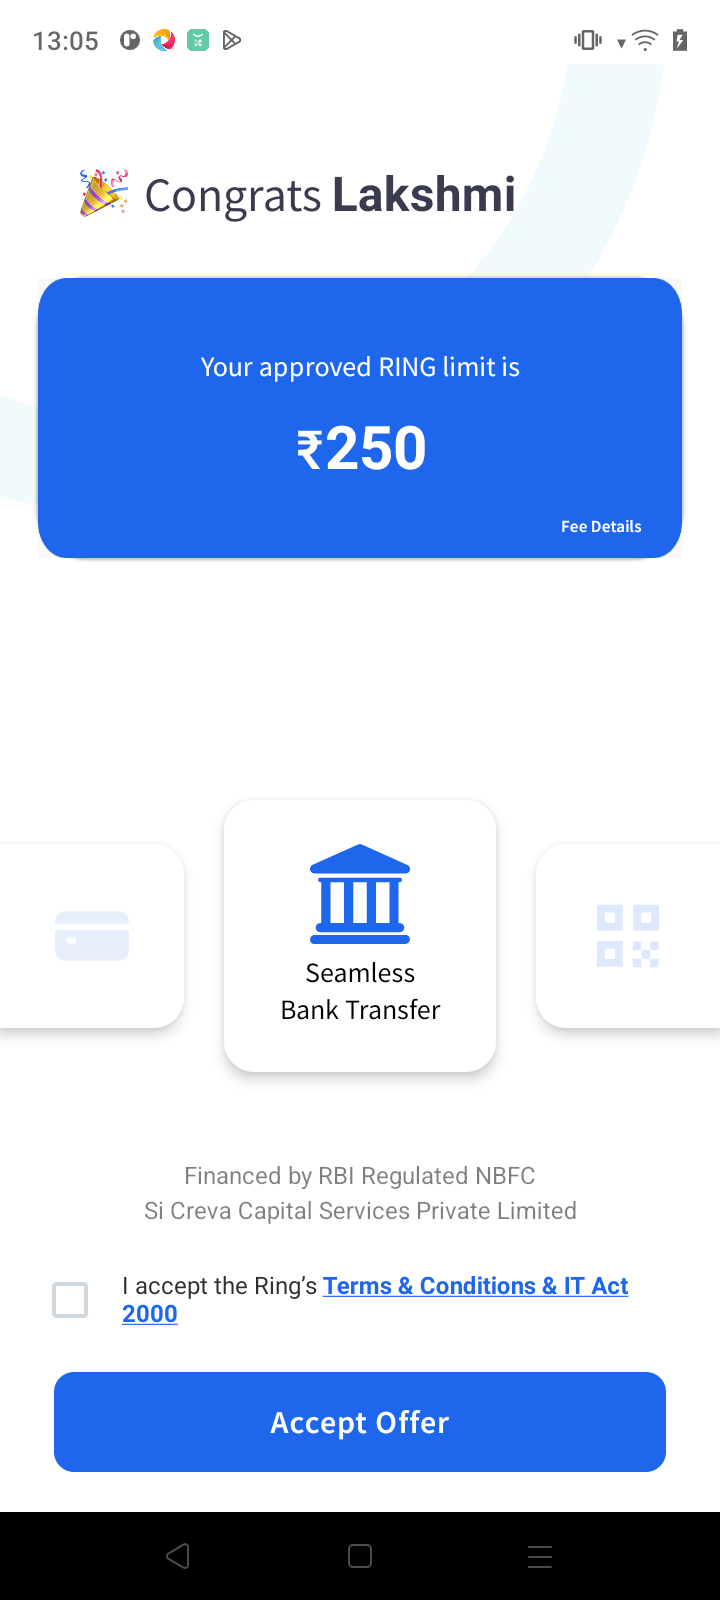 13:05
Congrats Lakshmi
Your approved RING limit is
₹250
Fee Details
Seamless
Bank Transfer
Financed by RBI Regulated NBFC
Si Creva Capital Services Private Limited
I accept the Ring’s Terms & Conditions & IT Act
2000
Accept Offer